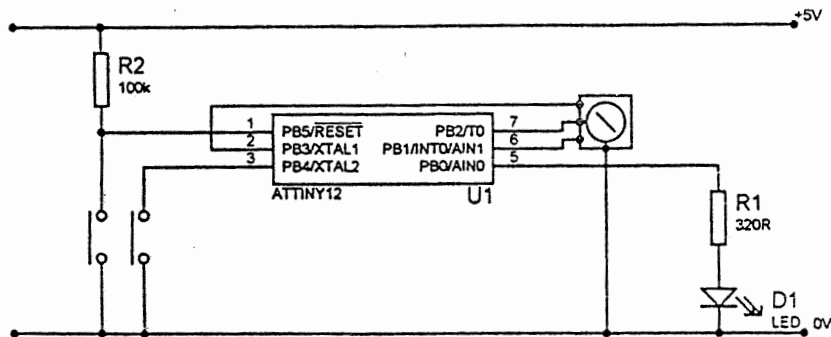 +5V
R2
100k
1
2
3
PB5/RESET
PB3/XTAL1
PB4/XTAL2
PB2/T0
PB1/INT0/AIN1
PB0/AIN0
7
6
5
ATTINY12
U1
R1
320R
D1
LED
0V